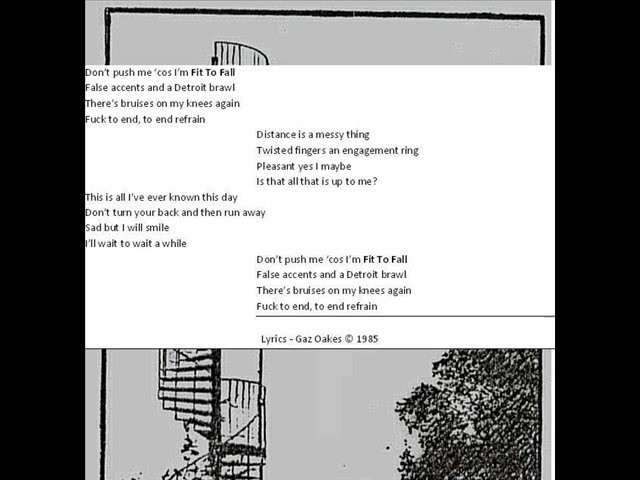 Don't push me 'cos I'm Fit To Fall
False accents and a Detroit brawl
There's bruises on my knees again
Fuck to end, to end refrain
Distance is a messy thing
Twisted fingers an engagement ring
Pleasant yes I maybe
Is that all that is up to me?
This is all I've ever known this day
Don't turn your back and then run away
Sad but I will smile
I'll wait to wait a while
Don't push me 'cos I'm Fit To Fall
False accents and a Detroit brawl
There's bruises on my knees again
Fuck to end, to end refrain
Lyrics - Gaz Oakes © 1985